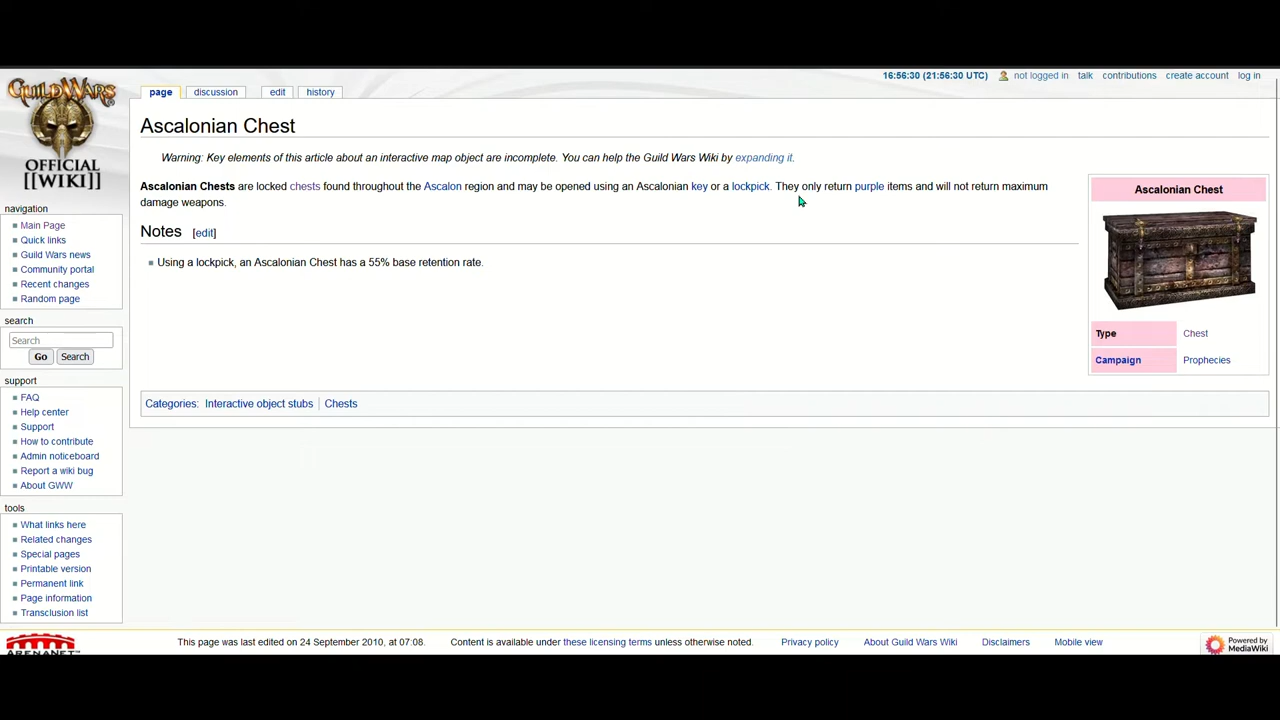 16:56:30 (21:56:30 UTC) not logged in talk contributions create account log in
GUILDWARS
OFFICIAL
[[WIKI]]
page discussion edit history
Ascalonian Chest
Warning: Key elements of this article about an interactive map object are incomplete. You can help the Guild Wars Wiki by expanding it.
Ascalonian Chests are locked chests found throughout the Ascalon region and may be opened using an Ascalonian key or a lockpick. They only return purple items and will not return maximum
damage weapons.
Notes [edit]
Using a lockpick, an Ascalonian Chest has a 55% base retention rate.
Ascalonian Chest
Type Chest
Campaign Prophecies
Categories: Interactive object stubs Chests
navigation
Main Page
Quick links
Guild Wars news
Community portal
Recent changes
Random page
search
Search
Go Search
support
FAQ
Help center
Support
How to contribute
Admin noticeboard
Report a wiki bug
About GWW
tools
What links here
Related changes
Special pages
Printable version
Permanent link
Page information
Transclusion list
ARENANET
This page was last edited on 24 September 2010, at 07:08. Content is available under these licensing terms unless otherwise noted. Privacy policy About Guild Wars Wiki Disclaimers Mobile view
Powered by
MediaWiki